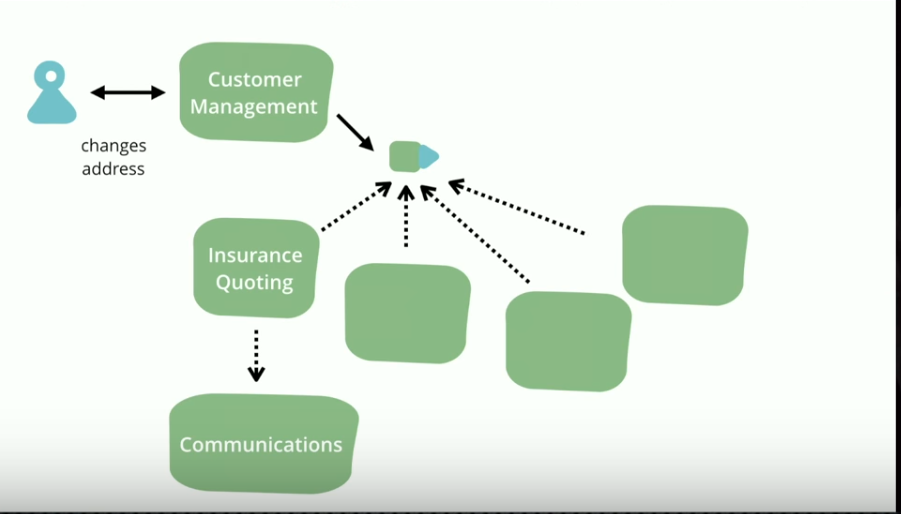 Customer
Management
changes
address
Insurance
Quoting
Communications